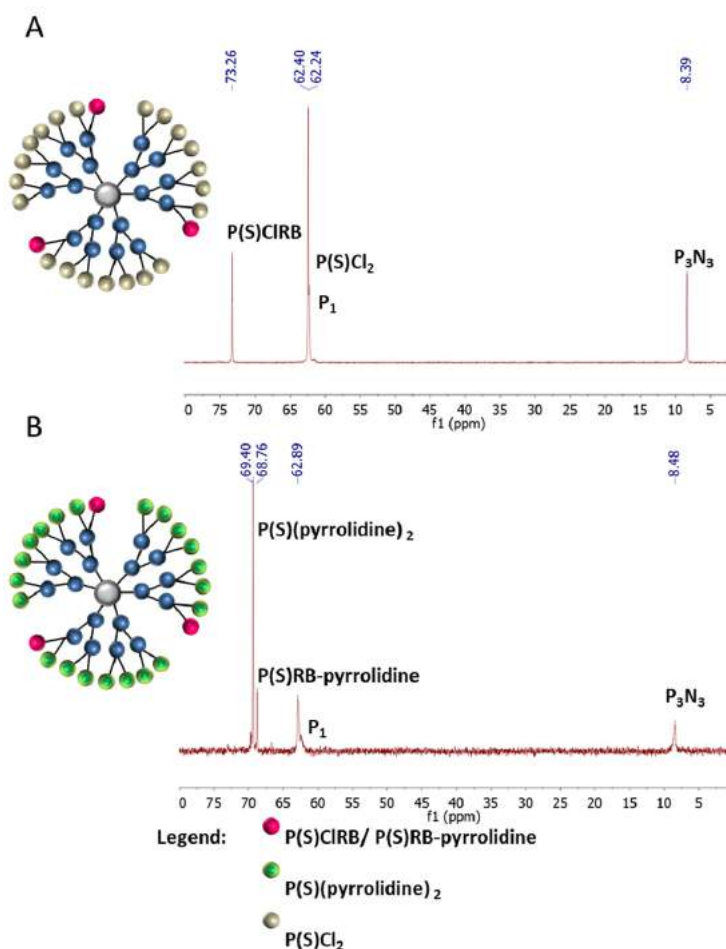 A
-73.26
62.40
62.24
-8.39
P(S)ClRB
P(S)Cl₂
P₁
P₃N₃
80 75 70 65 60 55 50 45 40 35 30 25 20 15 10 5
f1 (ppm)
B
69.40
68.76
-62.89
-8.48
P(S)(pyrrolidine)₂
P(S)RB-pyrrolidine
P₁
P₃N₃
80 75 70 65 60 55 50 45 40 35 30 25 20 15 10 5
f1 (ppm)
Legend:
P(S)ClRB/ P(S)RB-pyrrolidine
P(S)(pyrrolidine)₂
P(S)Cl₂